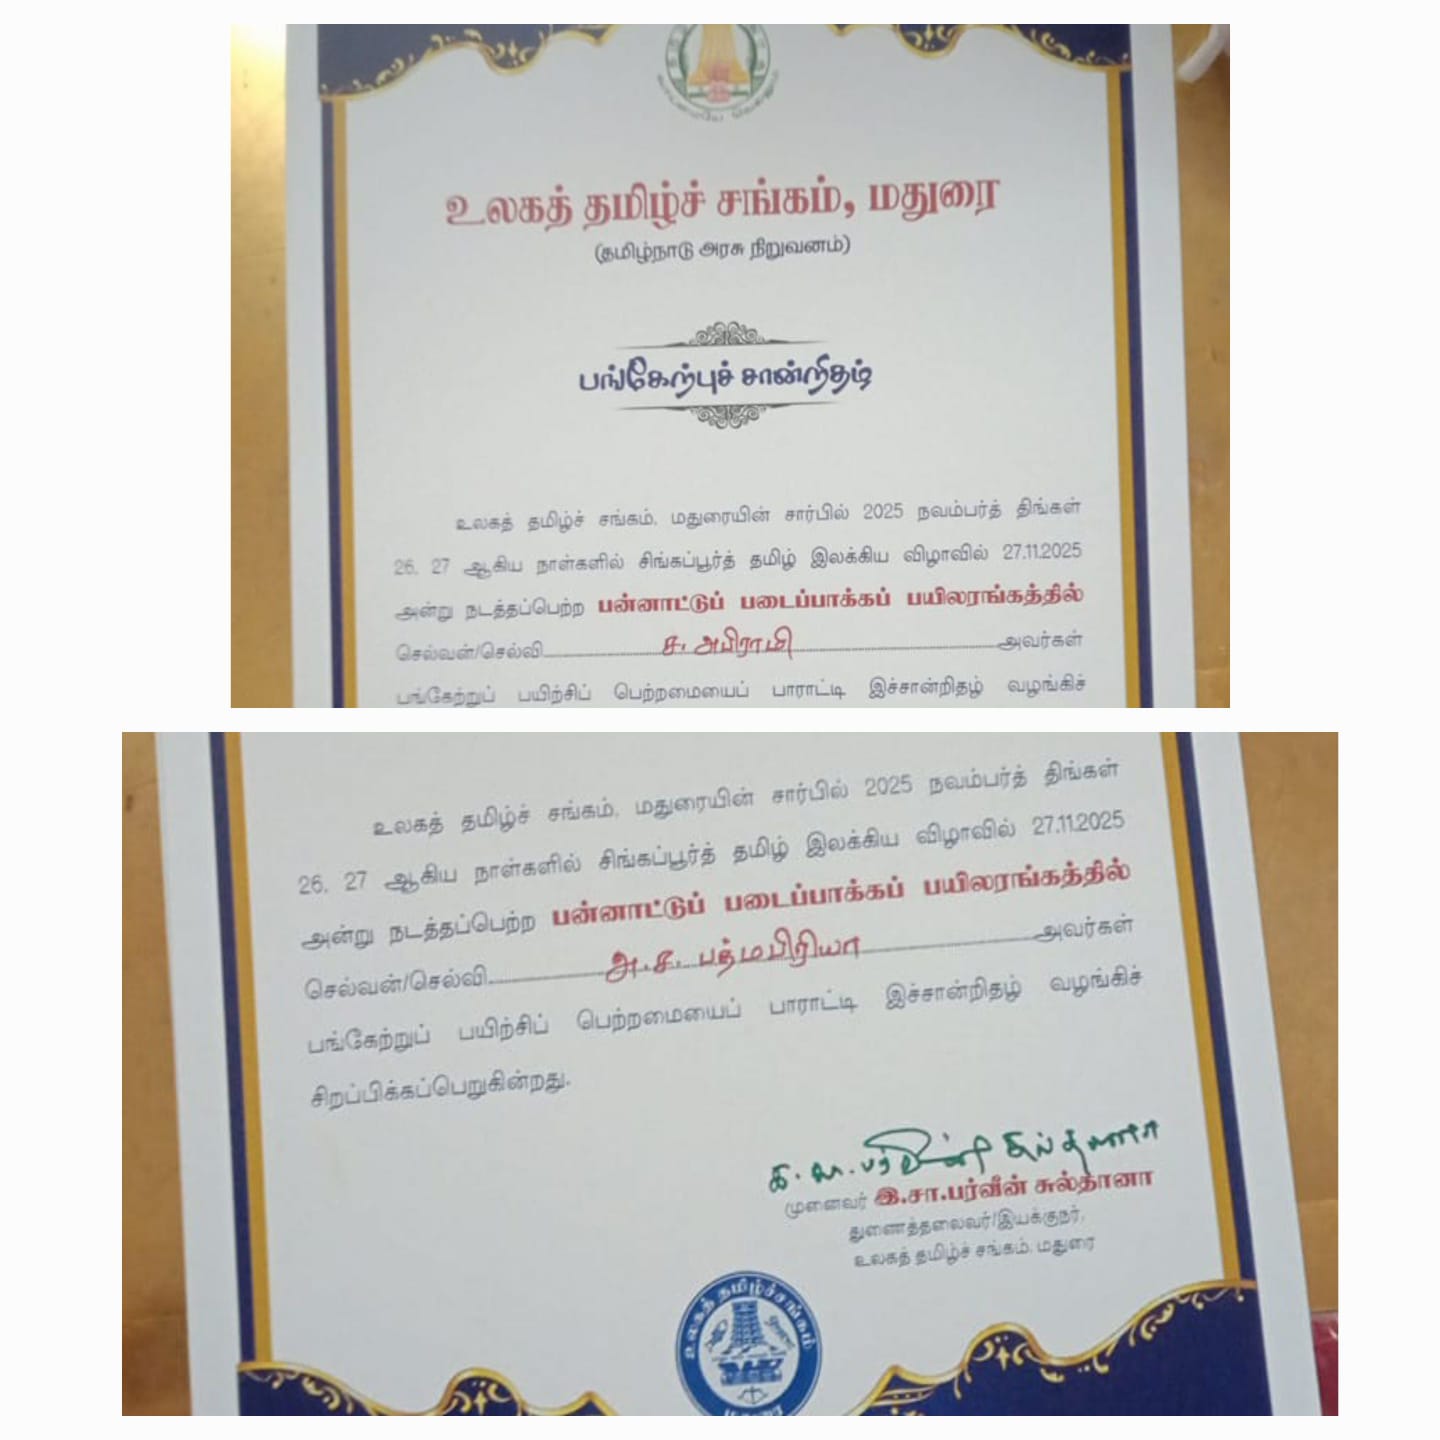 உலகத் தமிழ்ச் சங்கம், மதுரை
(தமிழ்நாடு அரசு நிறுவனம்)
பங்கேற்புச் சான்றிதழ்
உலகத் தமிழ்ச் சங்கம், மதுரையின் சார்பில் 2025 நவம்பர்த் திங்கள்
26, 27 ஆகிய நாள்களில் சிங்கப்பூர்த் தமிழ் இலக்கிய விழாவில் 27.11.2025
அன்று நடத்தப்பெற்ற பன்னாட்டுப் படைப்பாக்கப் பயிலரங்கத்தில்
செல்வன்/செல்வி ச. அபிராமி அவர்கள்
பங்கேற்றுப் பயிற்சிப் பெற்றமையைப் பாராட்டி இச்சான்றிதழ் வழங்கிச்
உலகத் தமிழ்ச் சங்கம், மதுரையின் சார்பில் 2025 நவம்பர்த் திங்கள்
26, 27 ஆகிய நாள்களில் சிங்கப்பூர்த் தமிழ் இலக்கிய விழாவில் 27.11.2025
அன்று நடத்தப்பெற்ற பன்னாட்டுப் படைப்பாக்கப் பயிலரங்கத்தில்
செல்வன்/செல்வி அ.ச. பத்மபிரியா அவர்கள்
பங்கேற்றுப் பயிற்சிப் பெற்றமையைப் பாராட்டி இச்சான்றிதழ் வழங்கிச்
சிறப்பிக்கப்பெறுகின்றது.
முனைவர் இ.சா.பர்வீன் சுல்தானா
துணைத்தலைவர்/இயக்குநர்,
உலகத் தமிழ்ச் சங்கம், மதுரை
உலகத் தமிழ்ச்சங்கம்
மதுரை